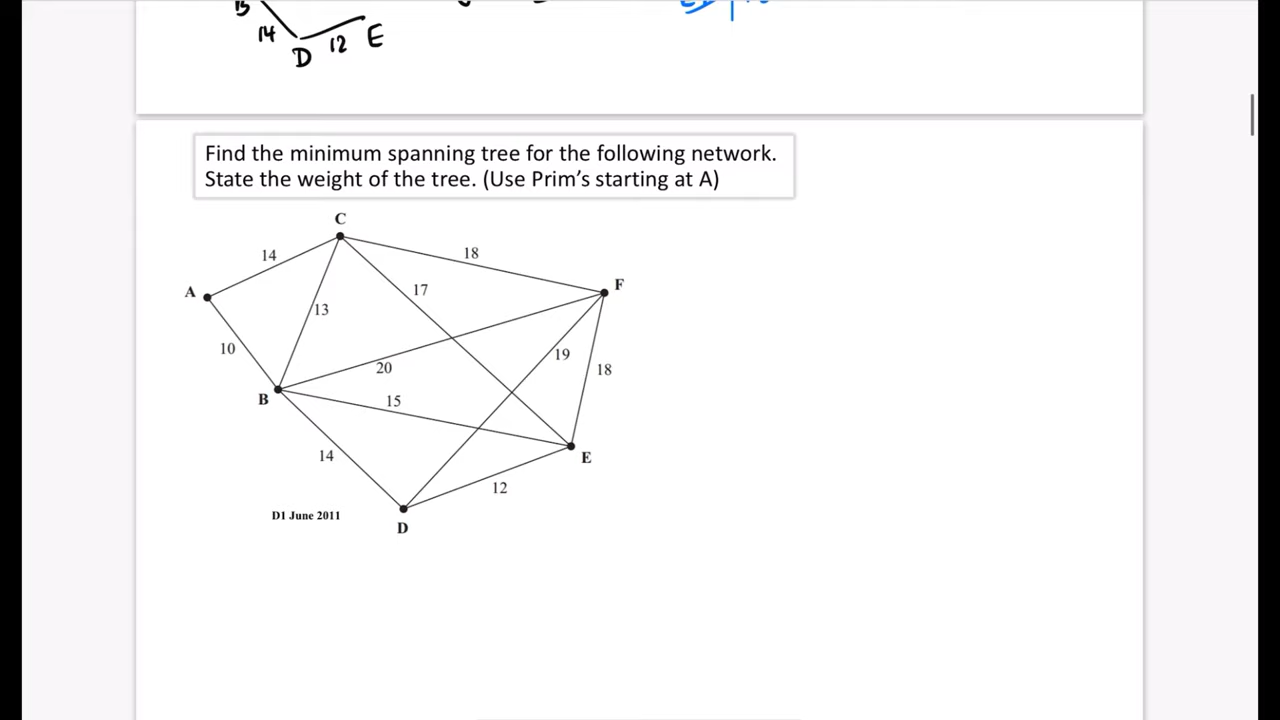 14
12
E
D
Find the minimum spanning tree for the following network.
State the weight of the tree. (Use Prim's starting at A)
C
14
18
F
A
17
13
10
19
20
18
B
15
14
E
12
D1 June 2011
D